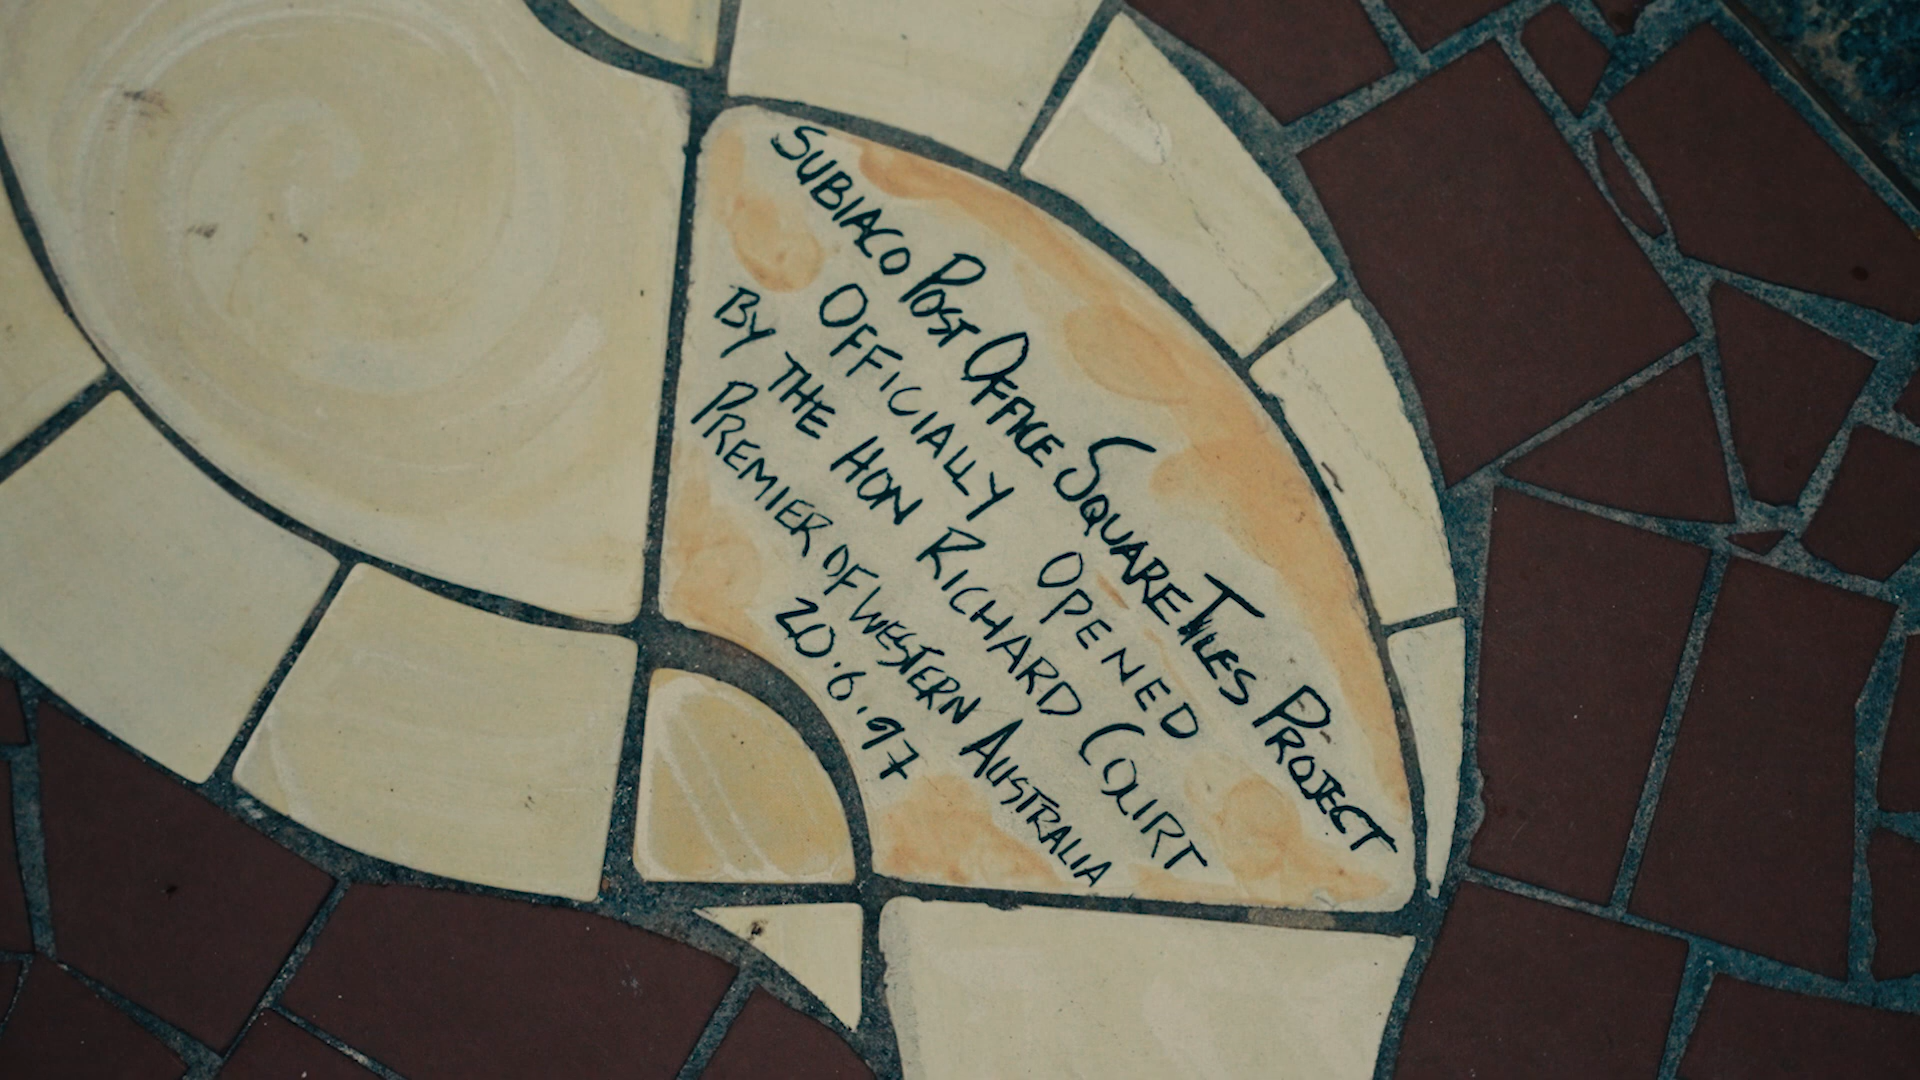 SUBIACO POST OFFICE SQUARE TILES PROJECT
OFFICIALLY OPENED
BY THE HON RICHARD COURT
PREMIER OF WESTERN AUSTRALIA
20.6.97